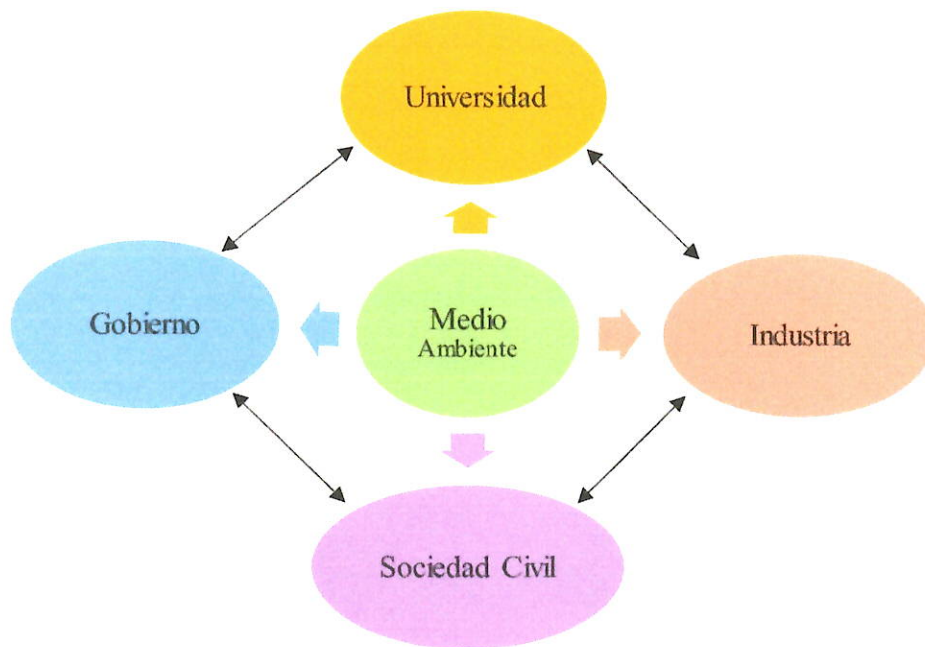 Universidad
Gobierno
Medio
Ambiente
Industria
Sociedad Civil